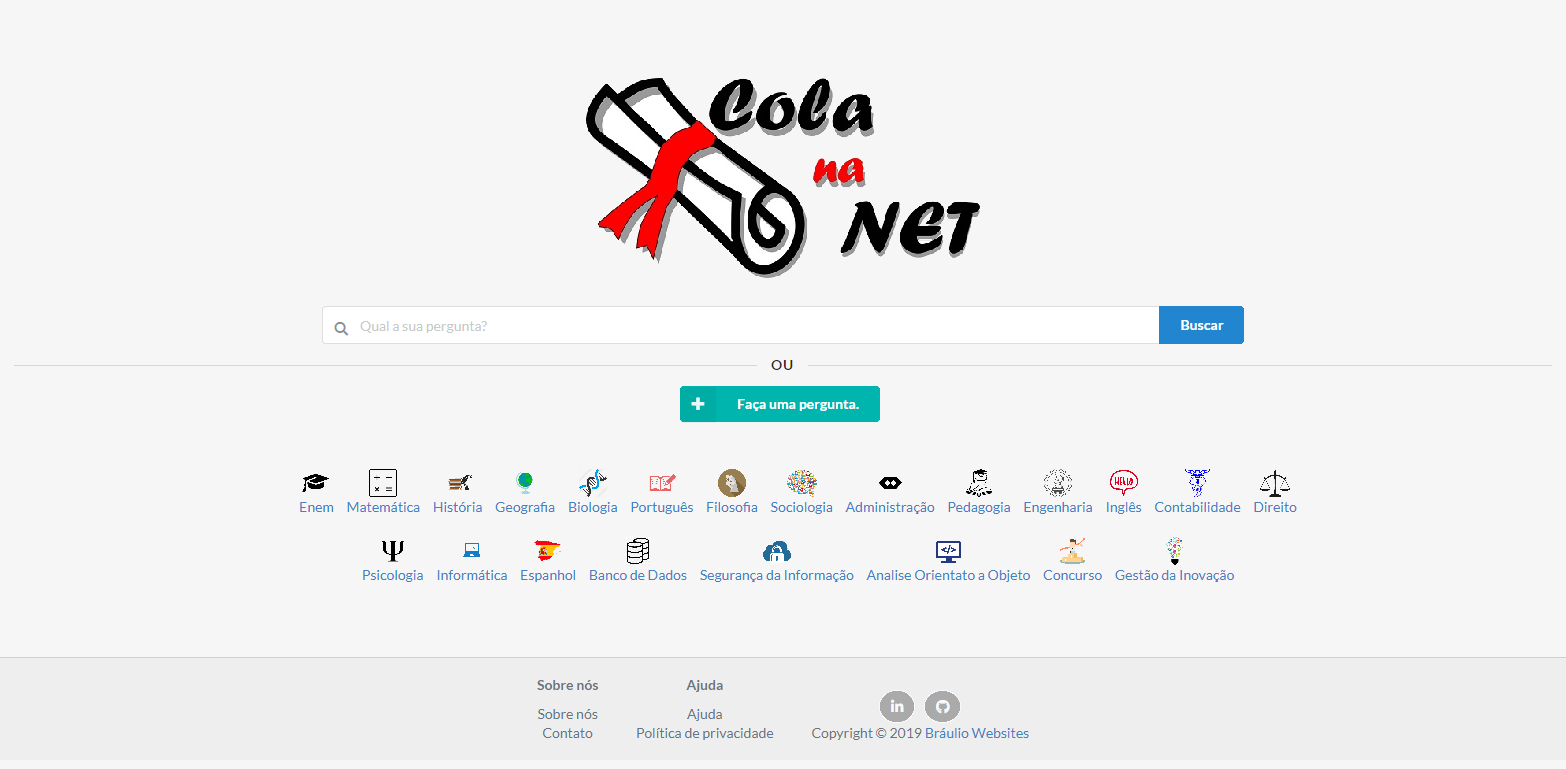 Cola
na
NET
Qual a sua pergunta?
Buscar
OU
Faça uma pergunta.
Enem Matemática História Geografia Biologia Português Filosofia Sociologia Administração Pedagogia Engenharia Inglês Contabilidade Direito
Psicologia Informática Espanhol Banco de Dados Segurança da Informação Analise Orientato a Objeto Concurso Gestão da Inovação
Sobre nós Ajuda
Sobre nós Ajuda
Contato Política de privacidade Copyright © 2019 Bráulio Websites